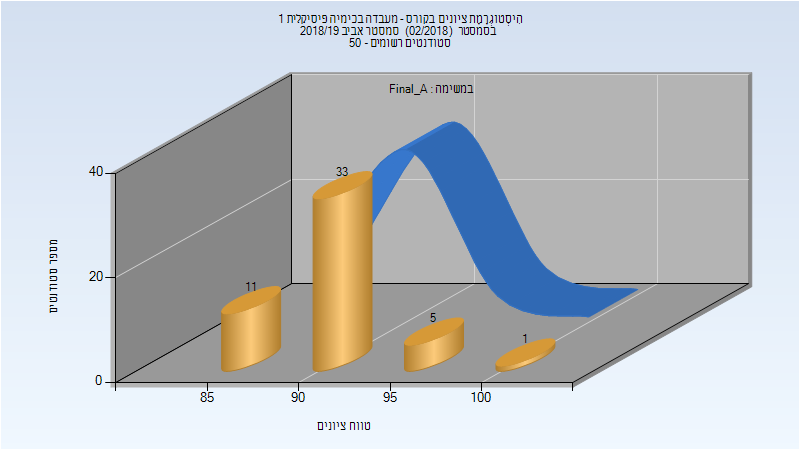 היסטוגרמת ציונים בקורס - מעבדה בכימיה פיסיקלית 1
בסמסטר (02/2018) סמסטר אביב 2018/19
סטודנטים רשומים - 50
במשימה : Final_A
33
11
5
1
40
20
0
מספר סטודנטים
85 90 95 100
טווח ציונים